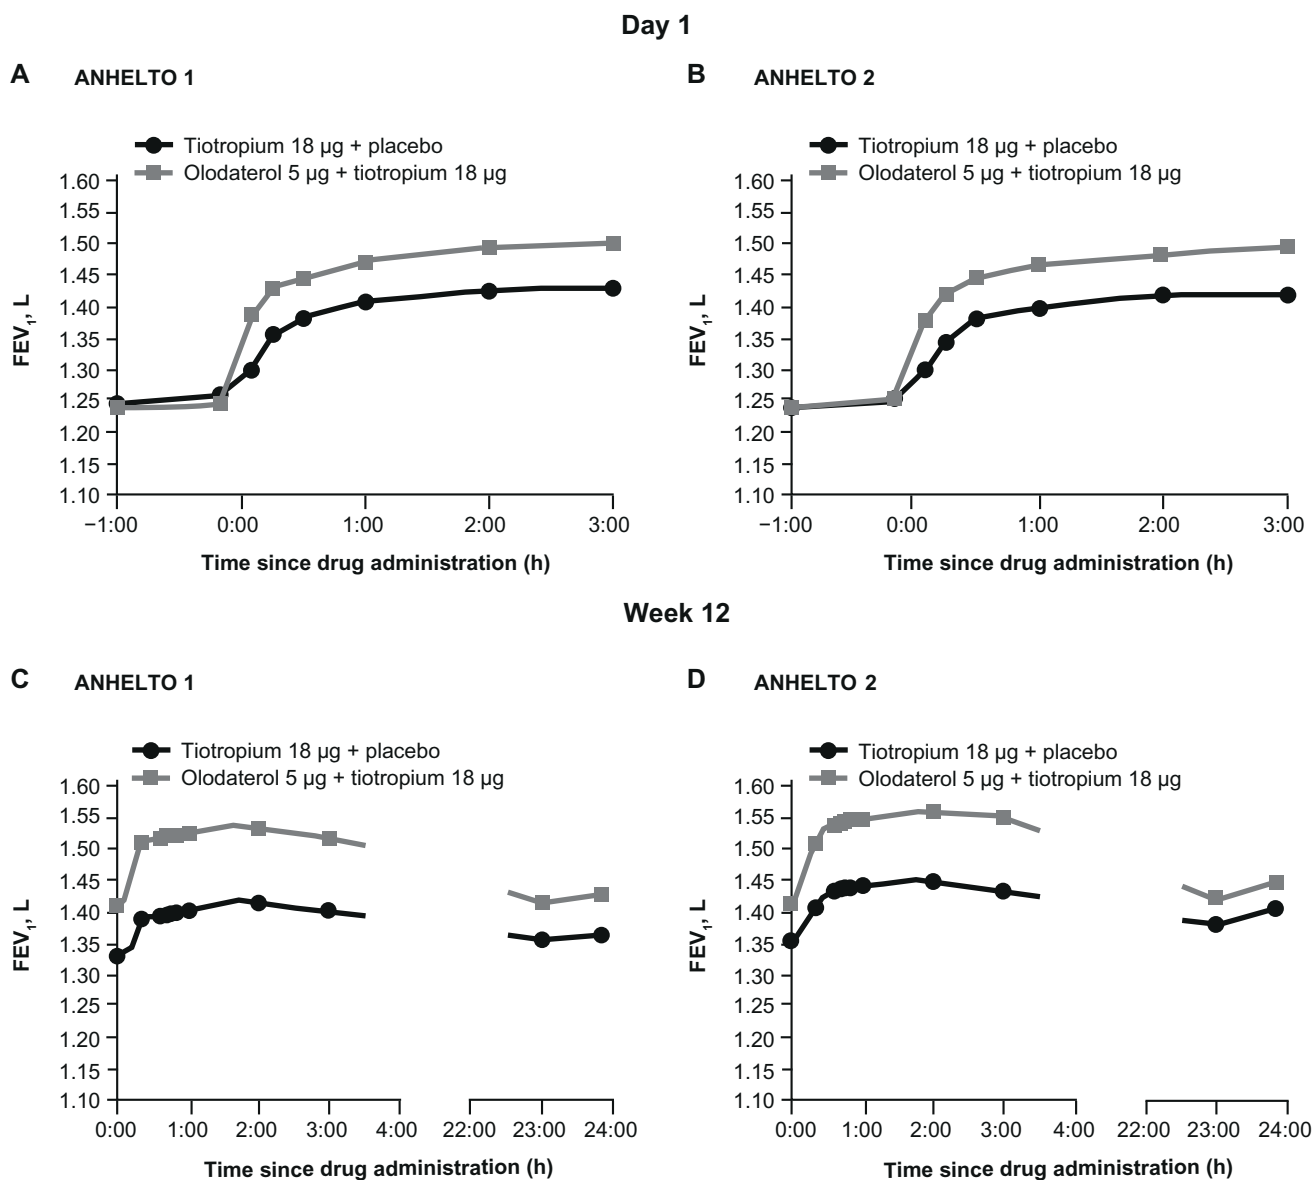 Day 1
A ANHELTO 1
Tiotropium 18 µg + placebo
Olodaterol 5 µg + tiotropium 18 µg
1.60
1.55
1.50
1.45
1.40
1.35
1.30
1.25
1.20
1.15
1.10
FEV₁, L
−1:00 0:00 1:00 2:00 3:00
Time since drug administration (h)
B ANHELTO 2
Tiotropium 18 µg + placebo
Olodaterol 5 µg + tiotropium 18 µg
1.60
1.55
1.50
1.45
1.40
1.35
1.30
1.25
1.20
1.15
1.10
FEV₁, L
−1:00 0:00 1:00 2:00 3:00
Time since drug administration (h)
Week 12
C ANHELTO 1
Tiotropium 18 µg + placebo
Olodaterol 5 µg + tiotropium 18 µg
1.60
1.55
1.50
1.45
1.40
1.35
1.30
1.25
1.20
1.15
1.10
FEV₁, L
0:00 1:00 2:00 3:00 4:00 22:00 23:00 24:00
Time since drug administration (h)
D ANHELTO 2
Tiotropium 18 µg + placebo
Olodaterol 5 µg + tiotropium 18 µg
1.60
1.55
1.50
1.45
1.40
1.35
1.30
1.25
1.20
1.15
1.10
FEV₁, L
0:00 1:00 2:00 3:00 4:00 22:00 23:00 24:00
Time since drug administration (h)